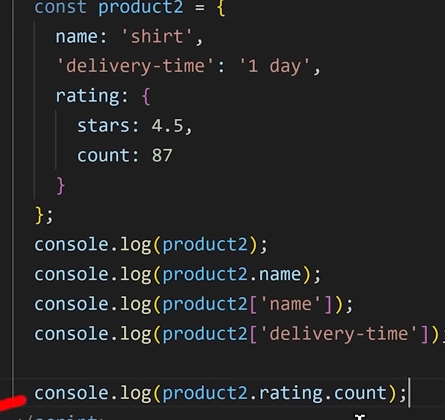 const product2 = {
name: 'shirt',
'delivery-time': '1 day',
rating: {
stars: 4.5,
count: 87
}
};
console.log(product2);
console.log(product2.name);
console.log(product2['name']);
console.log(product2['delivery-time']);
console.log(product2.rating.count);
</script>